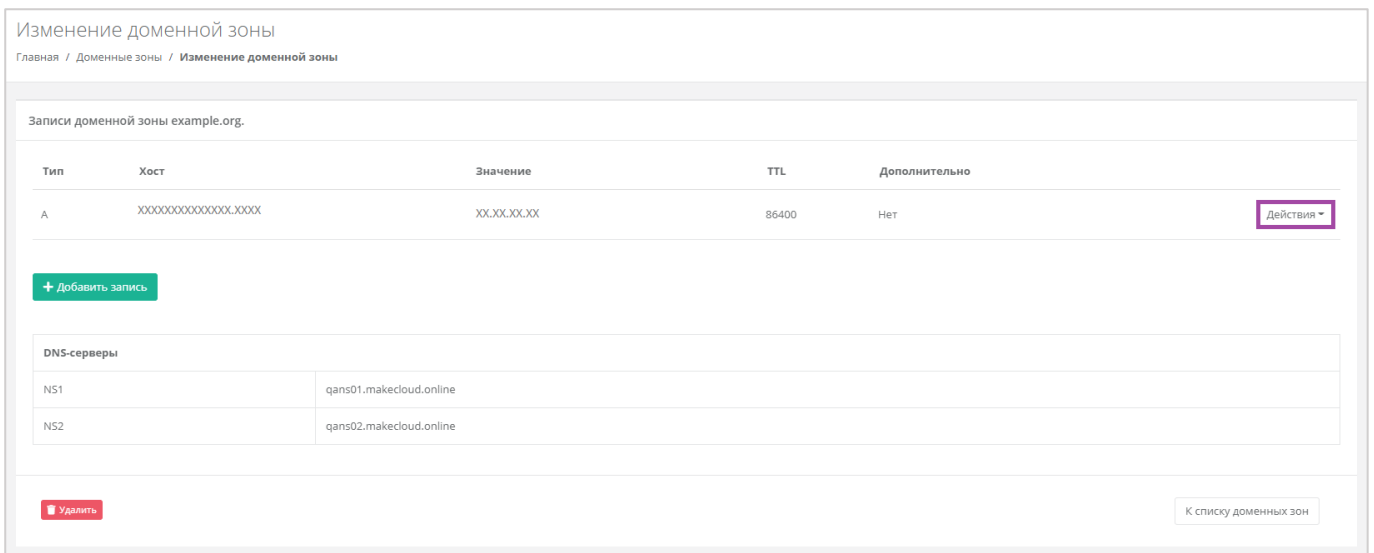 Изменение доменной зоны
Главная / Доменные зоны / Изменение доменной зоны
Записи доменной зоны example.org.
Тип Хост Значение TTL Дополнительно
A XXXXXXXXXXXXXX.XXXX XX.XX.XX.XX 86400 Нет Действия
+ Добавить запись
DNS-серверы
NS1 qans01.makecloud.online
NS2 qans02.makecloud.online
Удалить К списку доменных зон